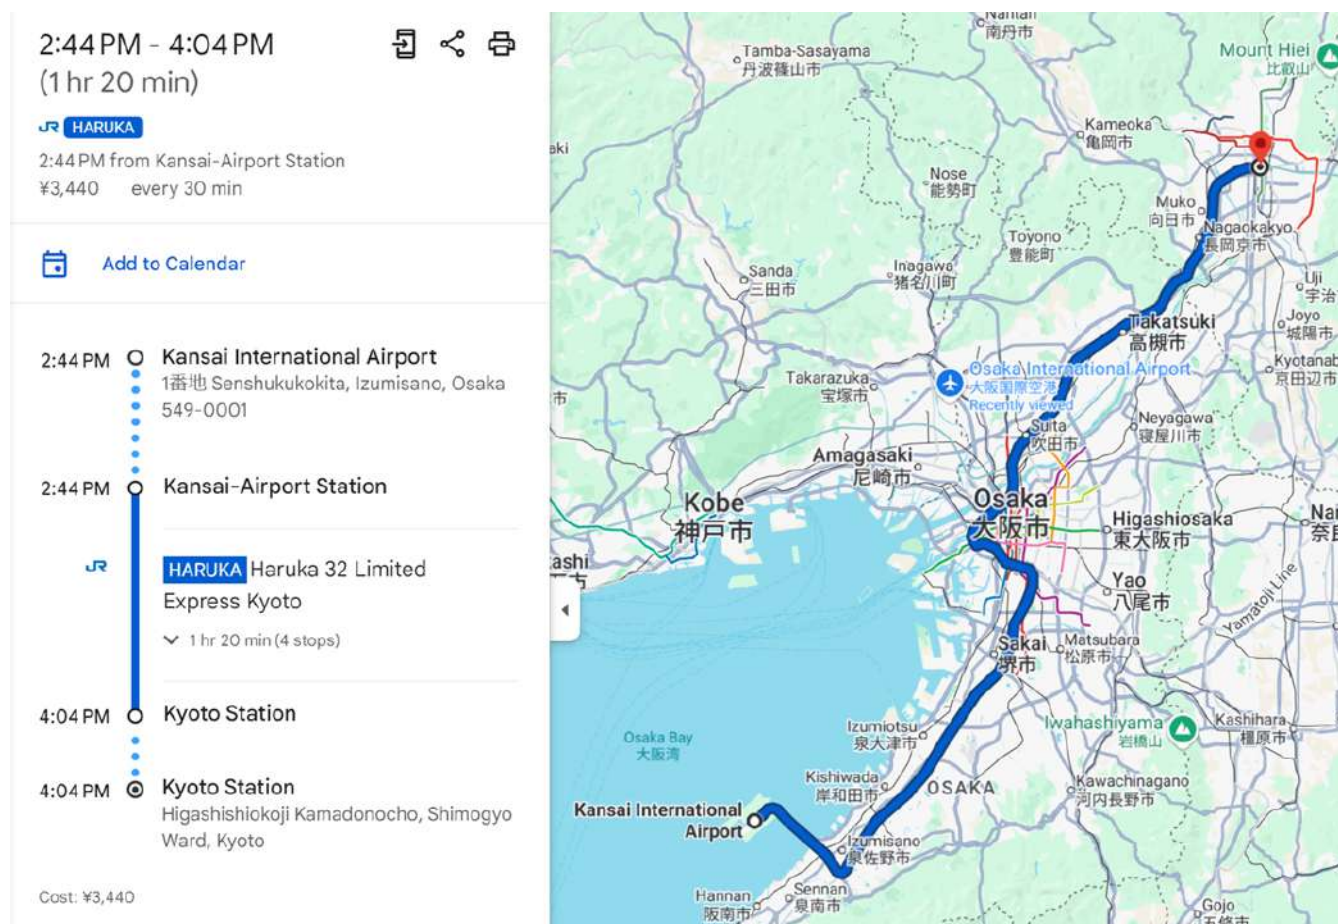 2:44 PM - 4:04 PM
(1 hr 20 min)
JR HARUKA
2:44 PM from Kansai-Airport Station
¥3,440 every 30 min
Add to Calendar
2:44 PM Kansai International Airport
1番地 Senshukukokita, Izumisano, Osaka
549-0001
2:44 PM Kansai-Airport Station
JR HARUKA Haruka 32 Limited
Express Kyoto
1 hr 20 min (4 stops)
4:04 PM Kyoto Station
4:04 PM Kyoto Station
Higashishiokoji Kamadonocho, Shimogyo
Ward, Kyoto
Cost: ¥3,440
南丹市
Tamba-Sasayama
丹波篠山市
Mount Hiei
比叡山
Kameoka
亀岡市
Nose
能勢町
Muko
向日市
Nagaokakyo
長岡京市
Toyono
豊能町
Inagawa
猪名川町
Sanda
三田市
Uji
宇治
Joyo
城陽市
Takatsuki
高槻市
京田辺市
Osaka International Airport
大阪国際空港
Recently viewed
Takarazuka
宝塚市
Neyagawa
寝屋川市
Suita
吹田市
Amagasaki
尼崎市
Kobe
神戸市
Osaka
大阪市
Higashiosaka
東大阪市
Yao
八尾市
Yamatoji Line
Sakai
堺市
Matsubara
松原市
Iwahashiyama
岩橋山
Kashihara
橿原市
Izumiotsu
泉大津市
Osaka Bay
大阪湾
Kishiwada
岸和田市
OSAKA
Kawachinagano
河内長野市
Kansai International
Airport
Izumisano
泉佐野市
Sennan
泉南市
Hannan
阪南市
Gojo
五條市